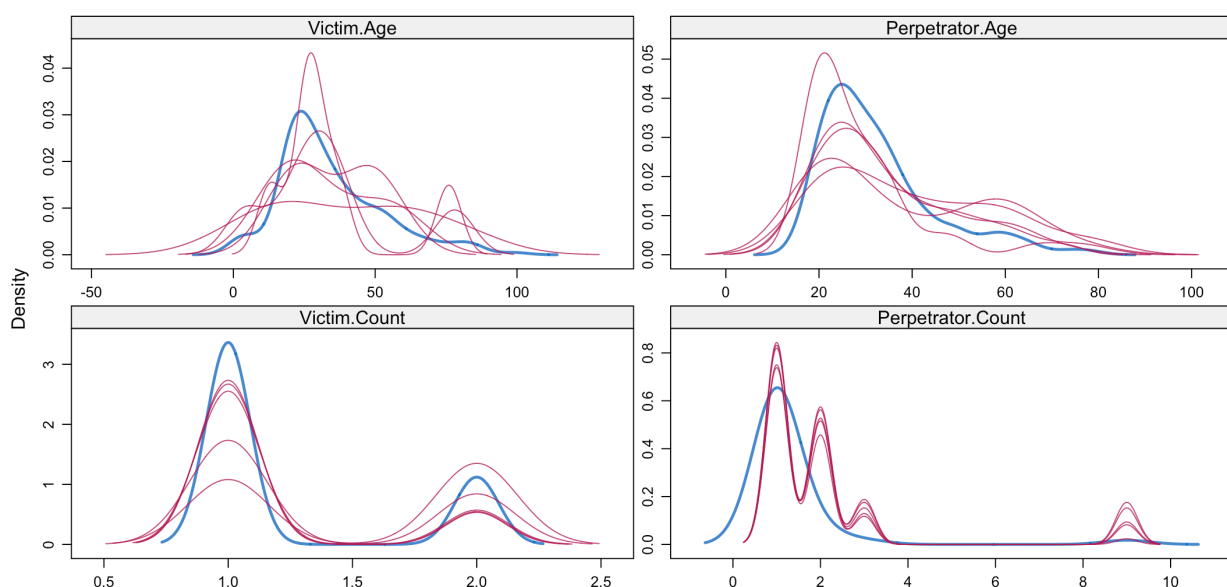 Victim.Age
Perpetrator.Age
0.00 0.01 0.02 0.03 0.04
0.00 0.01 0.02 0.03 0.04 0.05
-50 0 50 100
0 20 40 60 80 100
Density
Victim.Count
Perpetrator.Count
0 1 2 3
0.0 0.2 0.4 0.6 0.8
0.5 1.0 1.5 2.0 2.5
0 2 4 6 8 10